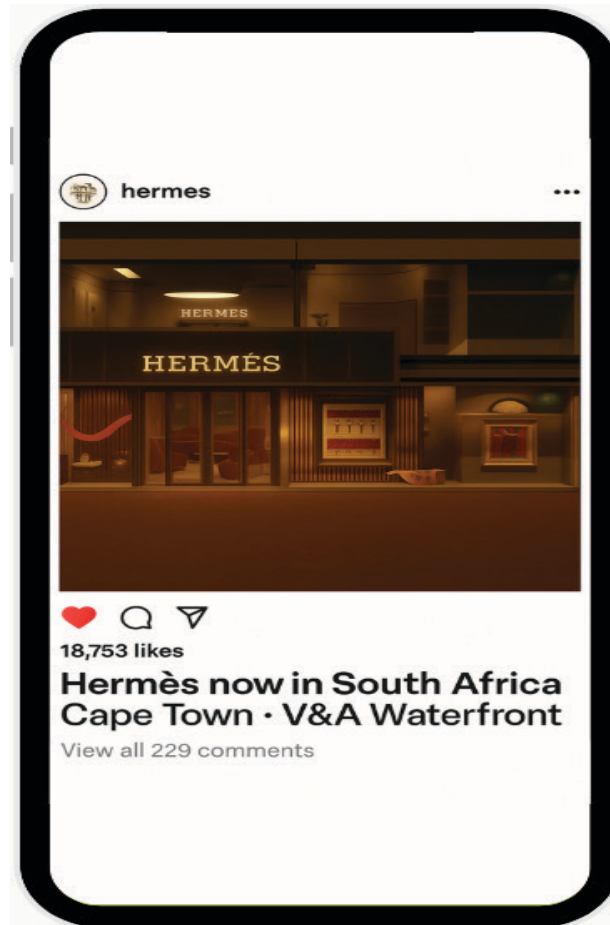 hermes
HERMES
HERMÉS
18,753 likes
Hermès now in South Africa
Cape Town · V&A Waterfront
View all 229 comments